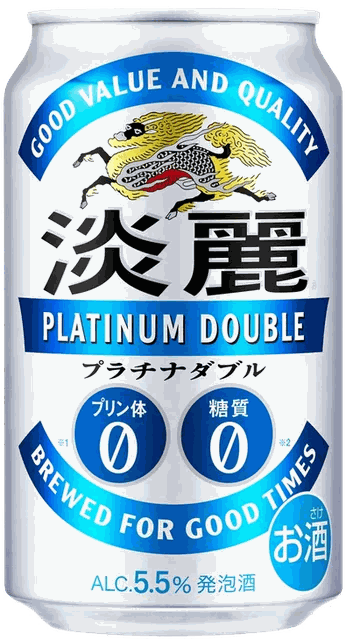 GOOD VALUE AND QUALITY
淡麗
PLATINUM DOUBLE
プラチナダブル
プリン体 糖質
※1 0 0 ※2
BREWED FOR GOOD TIMES
さけ
お酒
ALC.5.5% 発泡酒